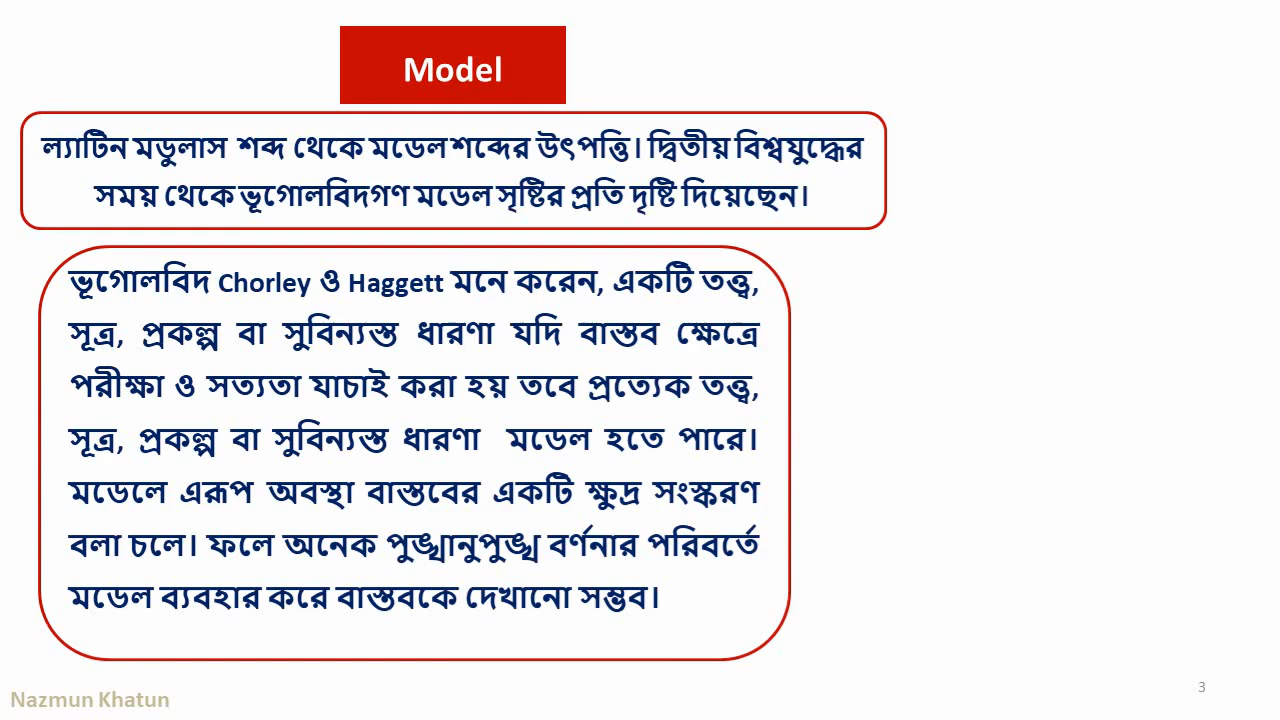 Model
ল্যাটিন মডুলাস শব্দ থেকে মডেল শব্দের উৎপত্তি। দ্বিতীয় বিশ্বযুদ্ধের
সময় থেকে ভূগোলবিদগণ মডেল সৃষ্টির প্রতি দৃষ্টি দিয়েছেন।
ভূগোলবিদ Chorley ও Haggett মনে করেন, একটি তত্ত্ব,
সূত্র, প্রকল্প বা সুবিন্যস্ত ধারণা যদি বাস্তব ক্ষেত্রে
পরীক্ষা ও সত্যতা যাচাই করা হয় তবে প্রত্যেক তত্ত্ব,
সূত্র, প্রকল্প বা সুবিন্যস্ত ধারণা মডেল হতে পারে।
মডেলে এরূপ অবস্থা বাস্তবের একটি ক্ষুদ্র সংস্করণ
বলা চলে। ফলে অনেক পুঙ্খানুপুঙ্খ বর্ণনার পরিবর্তে
মডেল ব্যবহার করে বাস্তবকে দেখানো সম্ভব।
Nazmun Khatun
3